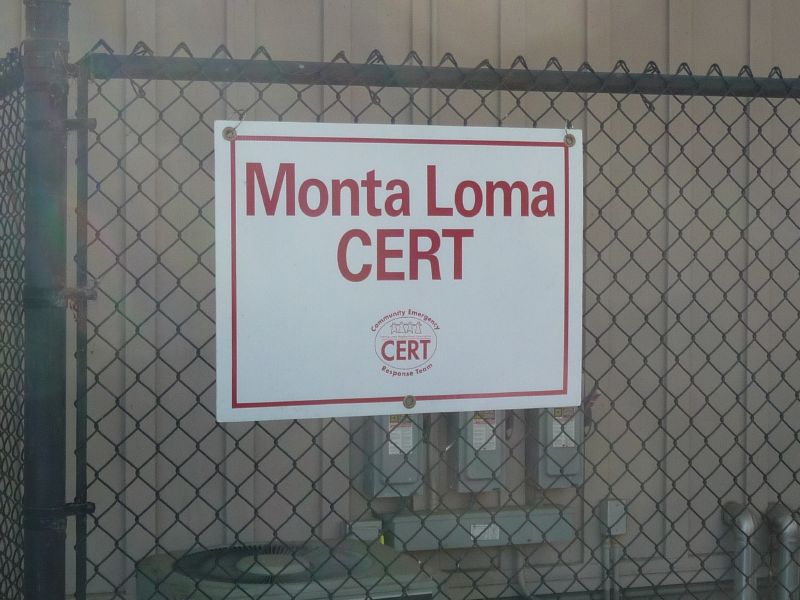 Monta Loma
CERT
Community Emergency
CERT
Response Team